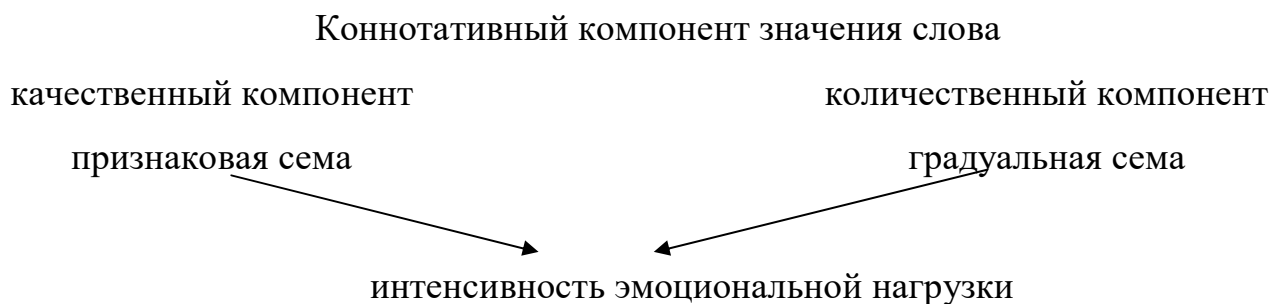 Коннотативный компонент значения слова
качественный компонент количественный компонент
признаковая сема градуальная сема
интенсивность эмоциональной нагрузки